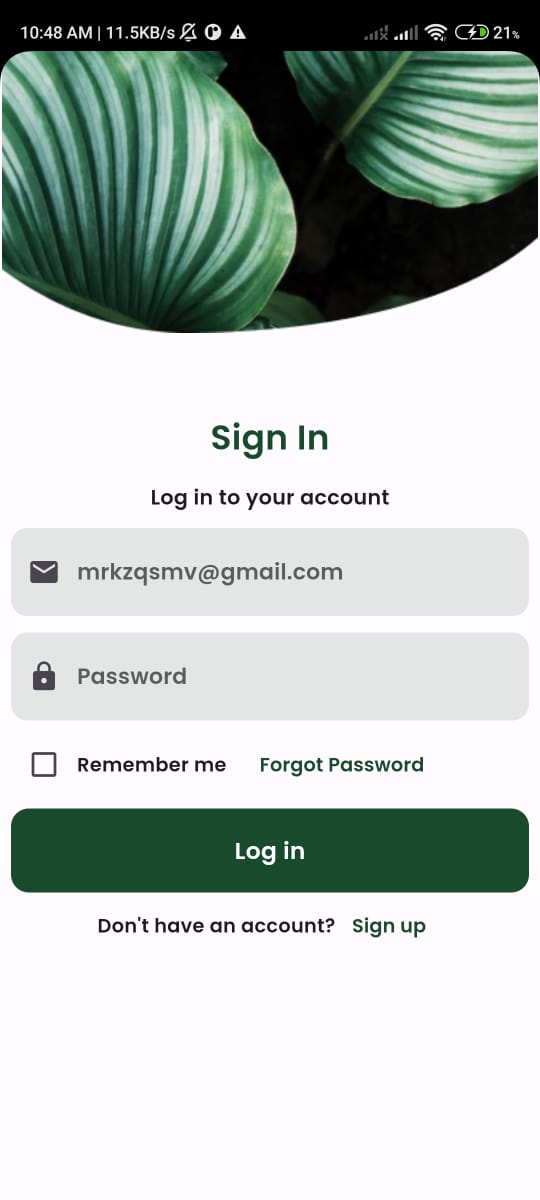 10:48 AM | 11.5KB/s 21%
Sign In
Log in to your account
mrkzqsmv@gmail.com
Password
Remember me Forgot Password
Log in
Don't have an account? Sign up